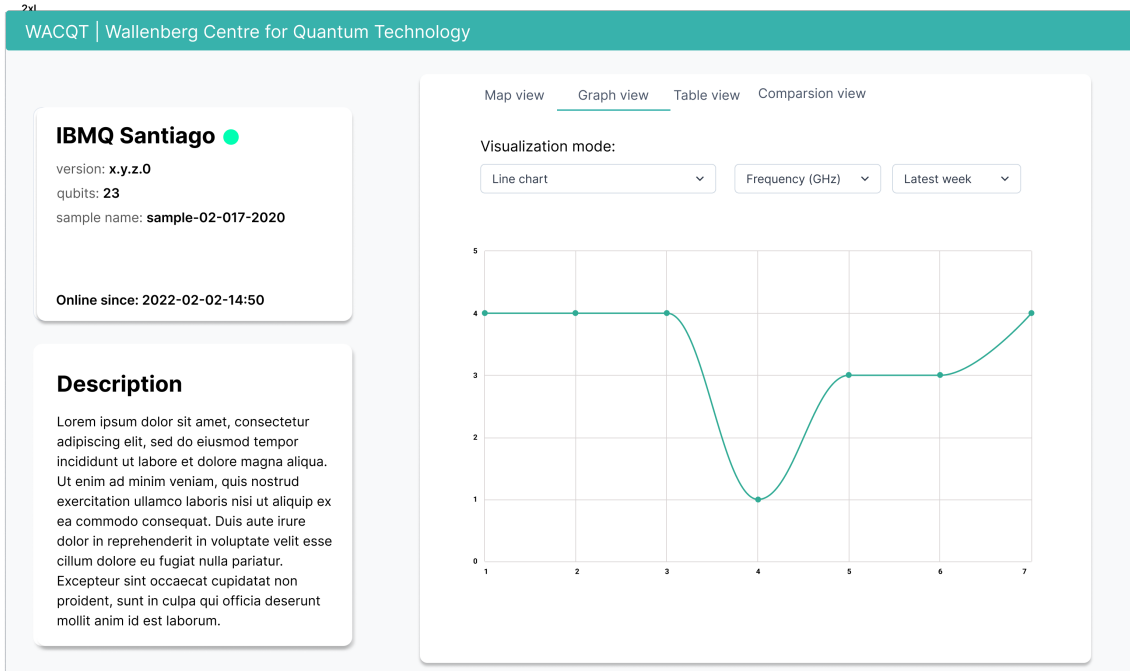 2xl
WACQT | Wallenberg Centre for Quantum Technology
IBMQ Santiago
version: x.y.z.0
qubits: 23
sample name: sample-02-017-2020
Online since: 2022-02-02-14:50
Description
Lorem ipsum dolor sit amet, consectetur
adipiscing elit, sed do eiusmod tempor
incididunt ut labore et dolore magna aliqua.
Ut enim ad minim veniam, quis nostrud
exercitation ullamco laboris nisi ut aliquip ex
ea commodo consequat. Duis aute irure
dolor in reprehenderit in voluptate velit esse
cillum dolore eu fugiat nulla pariatur.
Excepteur sint occaecat cupidatat non
proident, sunt in culpa qui officia deserunt
mollit anim id est laborum.
Map view Graph view Table view Comparsion view
Visualization mode:
Line chart Frequency (GHz) Latest week
5
4
3
2
1
0
1 2 3 4 5 6 7